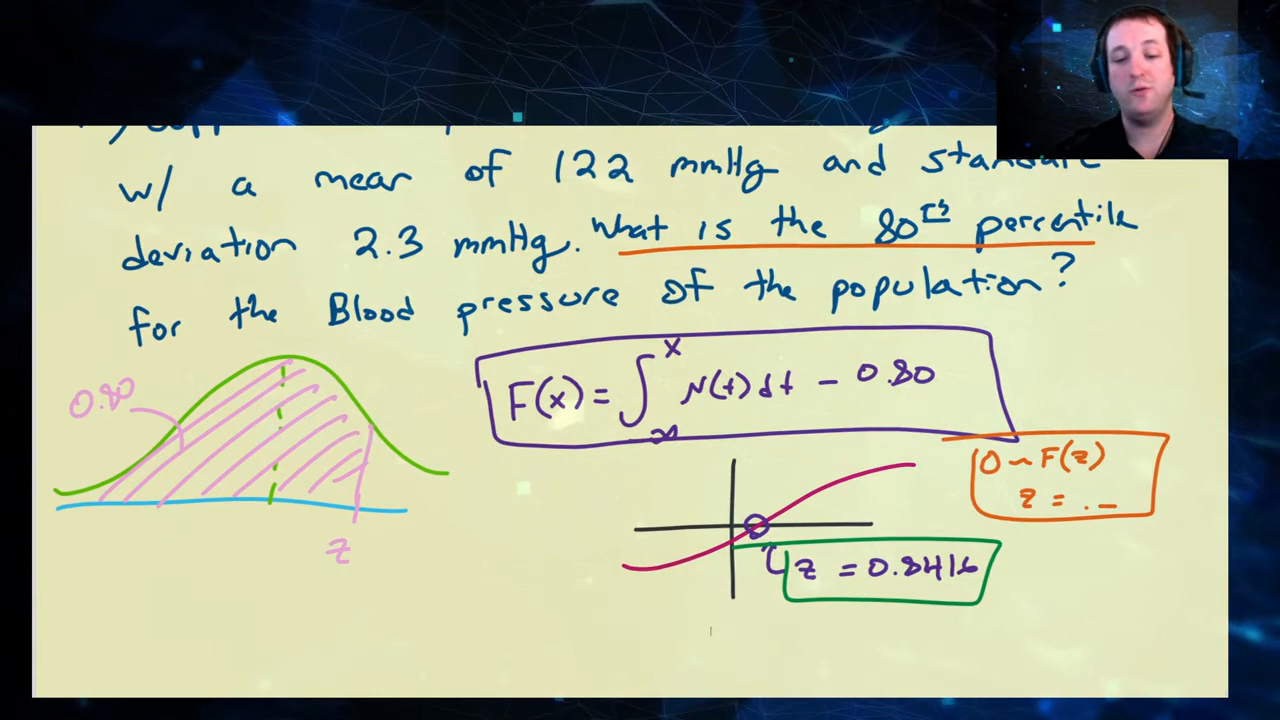 w/ a mean of 122 mmHg and standard
deviation 2.3 mmHg. What is the 80th percentile
for the Blood pressure of the population?
0.80
F(x) = ∫ x ∞ N(t) dt - 0.80
0 ~ F(z)
z = . _
z
z = 0.8416